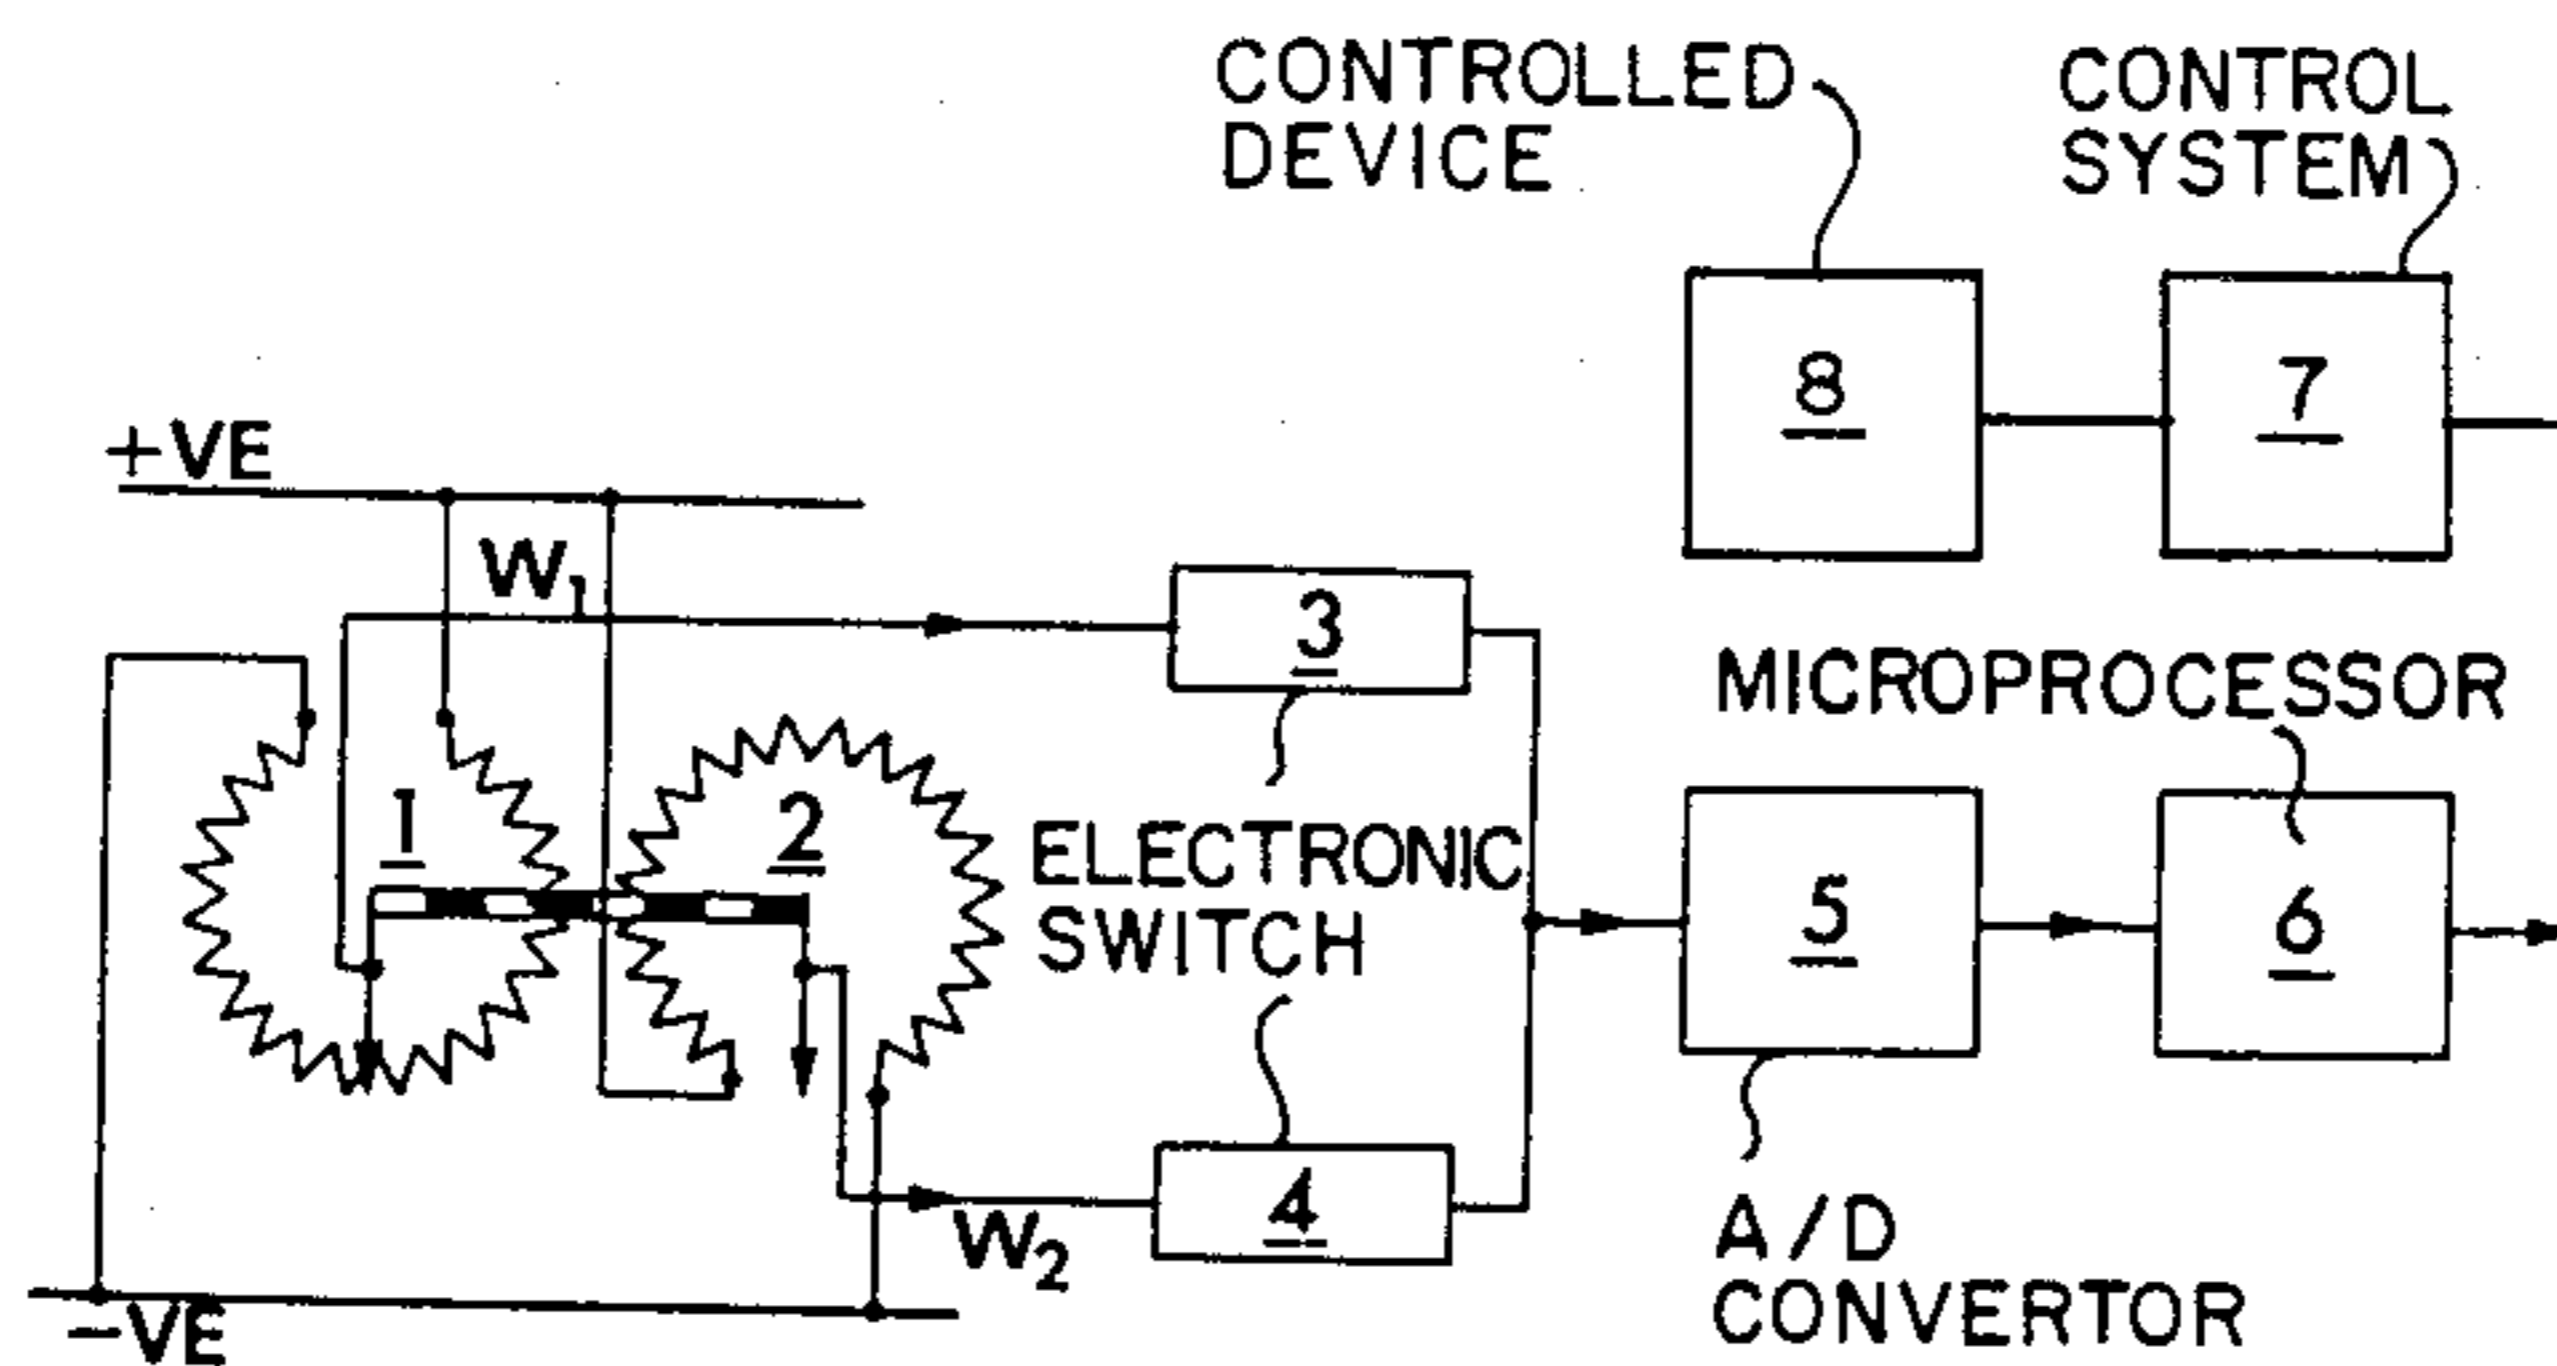 CONTROLLED
DEVICE
CONTROL
SYSTEM
8
7
+VE
W1
3
MICROPROCESSOR
1
2
ELECTRONIC
SWITCH
5
6
4
W2
A/D
CONVERTOR
-VE